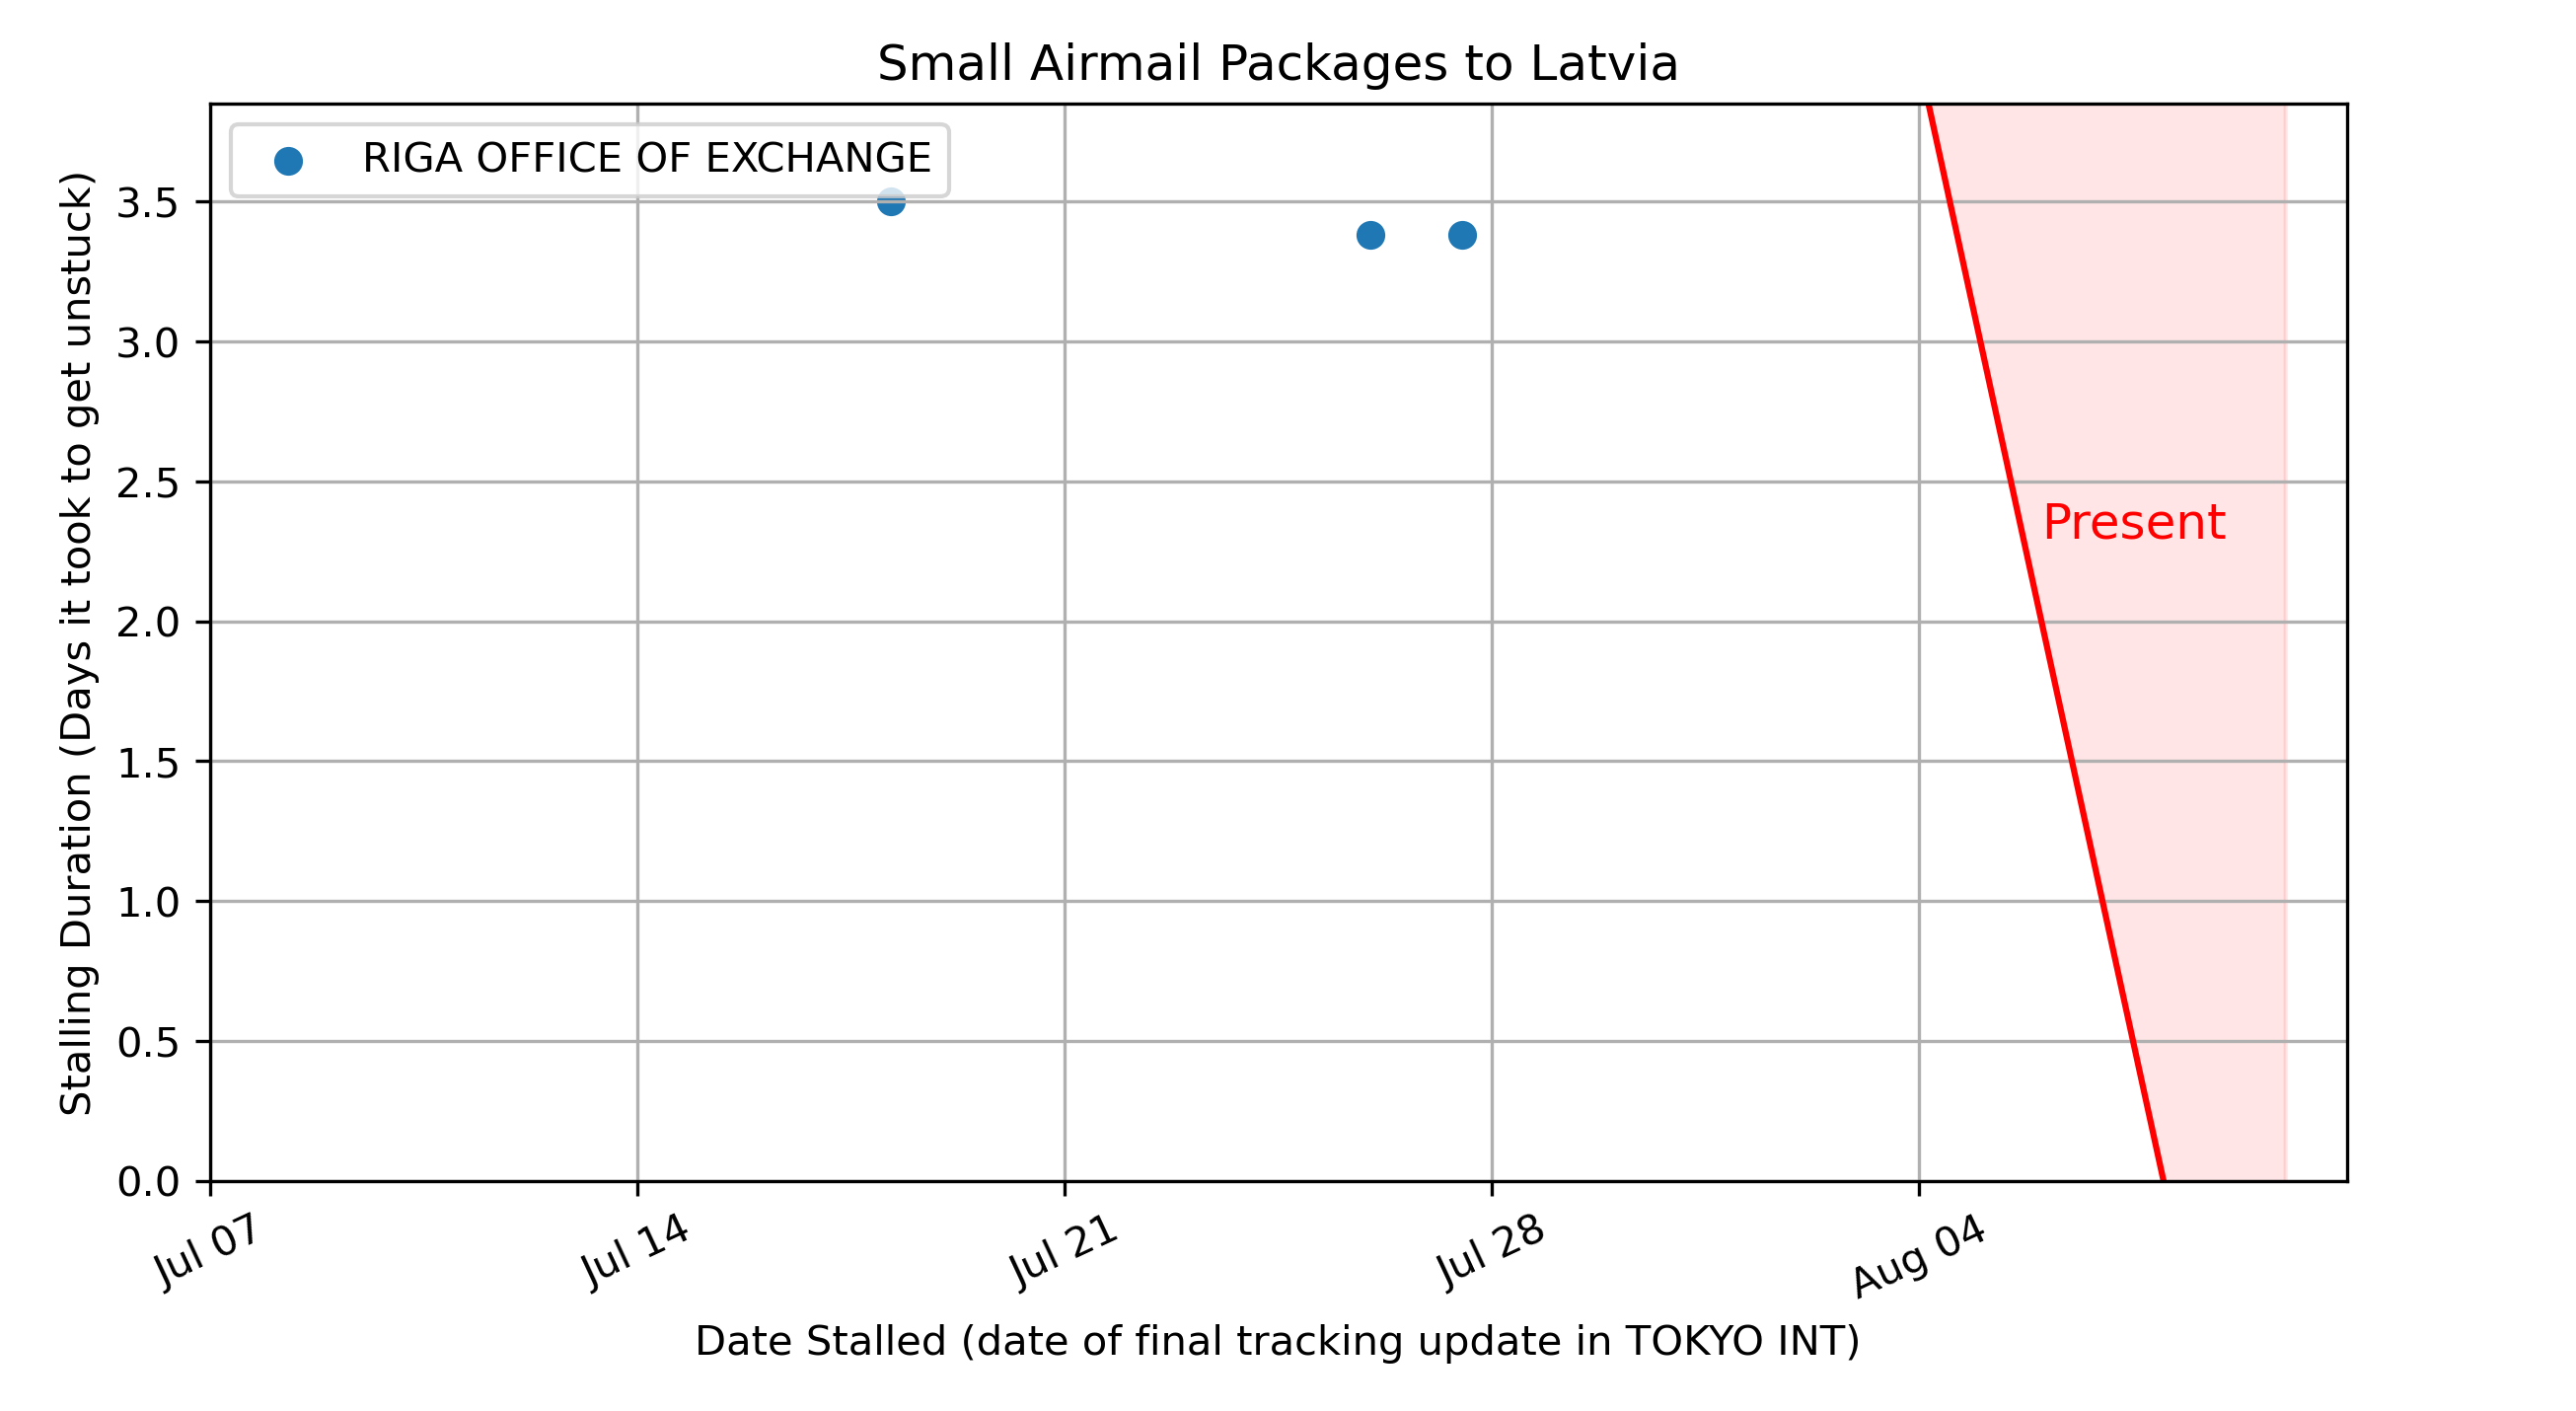 Small Airmail Packages to Latvia
RIGA OFFICE OF EXCHANGE
Stalling Duration (Days it took to get unstuck)
3.5
3.0
2.5
2.0
1.5
1.0
0.5
0.0
Present
Jul 07
Jul 14
Jul 21
Jul 28
Aug 04
Date Stalled (date of final tracking update in TOKYO INT)